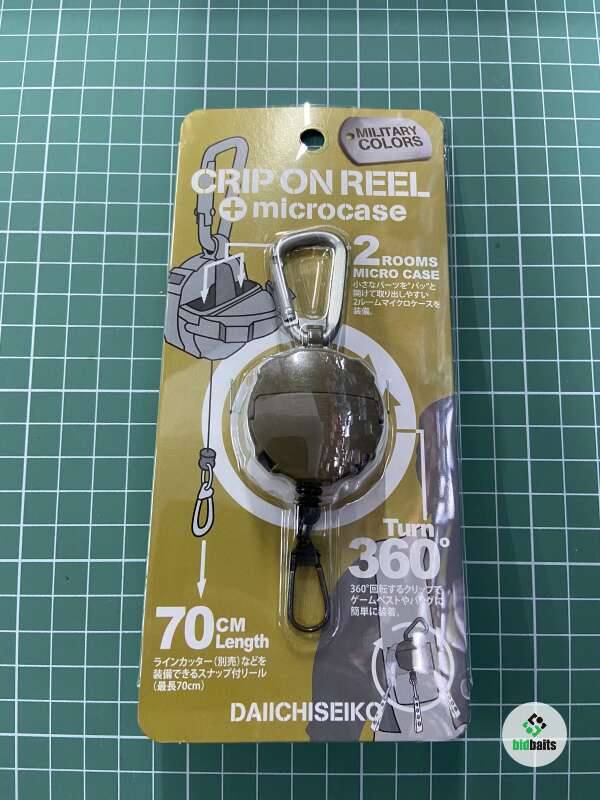 MILITARY
COLORS
CRIP ON REEL
+ microcase
2 ROOMS
MICRO CASE
小さなパーツを"パッ"と
開けて取り出しやすい
2ルームマイクロケースを
装備。
Turn
360°
360°回転するクリップで
ゲームベストやバッグに
簡単に装着。
70 CM
Length
ラインカッター(別売)などを
装備できるスナップ付リール
(最長70cm)
DAIICHISEIKO
bidbaits